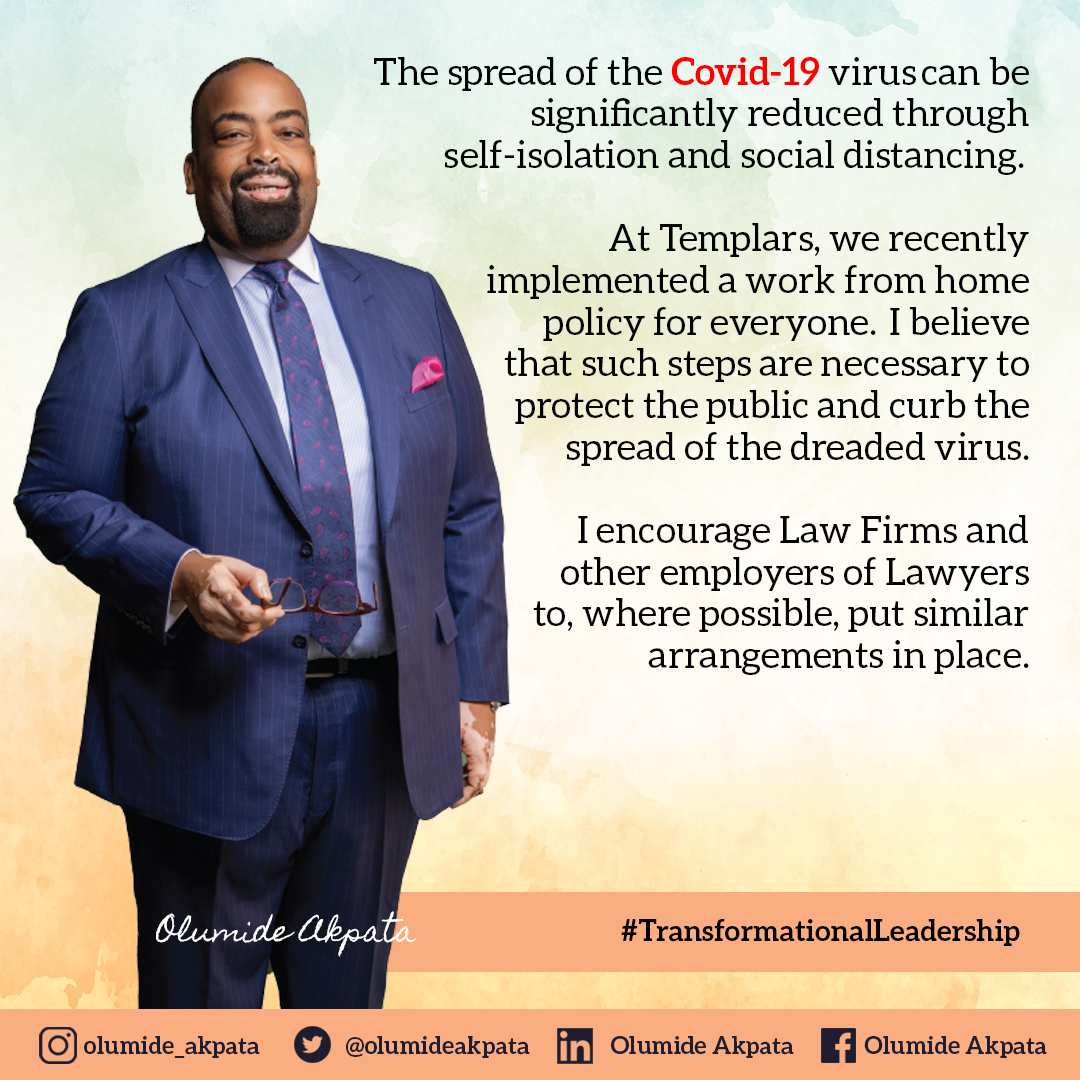 The spread of the Covid-19 virus can be
significantly reduced through
self-isolation and social distancing.
At Templars, we recently
implemented a work from home
policy for everyone. I believe
that such steps are necessary to
protect the public and curb the
spread of the dreaded virus.
I encourage Law Firms and
other employers of Lawyers
to, where possible, put similar
arrangements in place.
Olumide Akpata
#TransformationalLeadership
olumide_akpata @olumideakpata Olumide Akpata Olumide Akpata